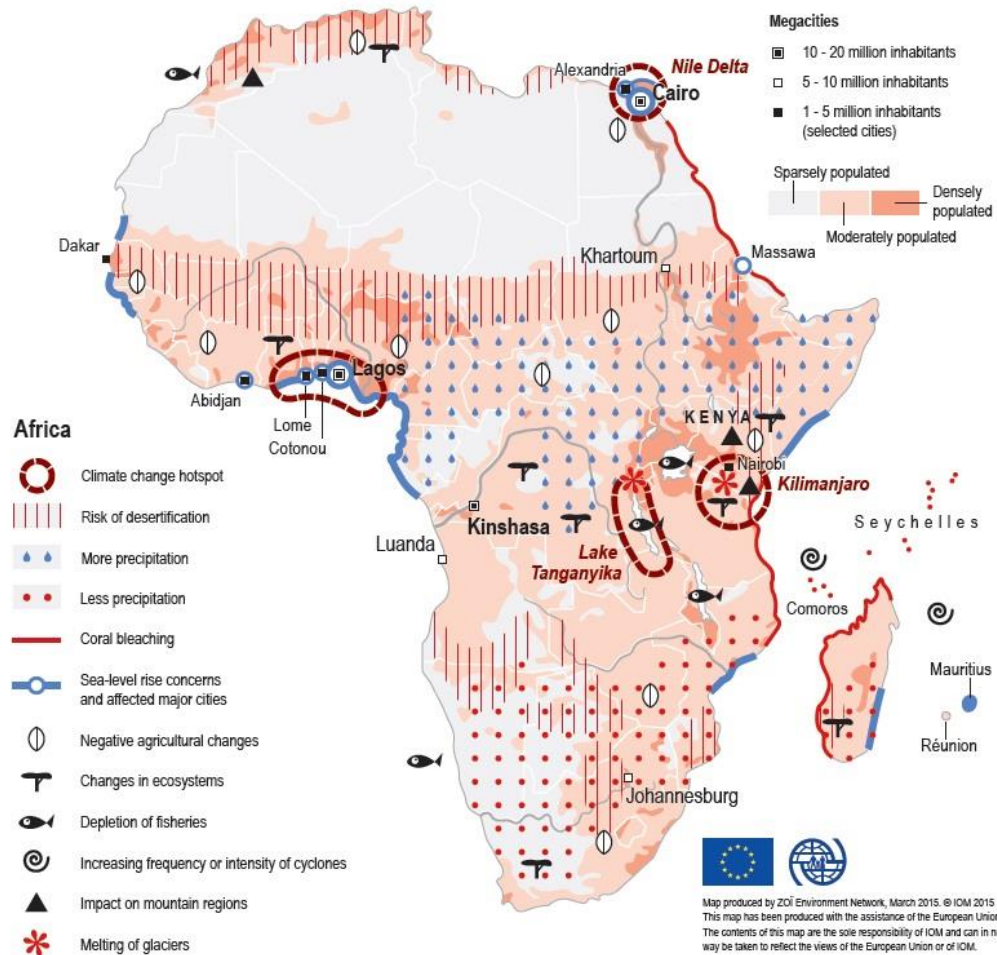 Megacities
10 - 20 million inhabitants
5 - 10 million inhabitants
1 - 5 million inhabitants
(selected cities)
Sparsely populated
Densely
populated
Moderately populated
Alexandria
Nile Delta
Cairo
Dakar
Khartoum
Massawa
Lagos
Abidjan
Lome
Cotonou
KENYA
Nairobi
Kilimanjaro
Kinshasa
Luanda
Lake
Tanganyika
Seychelles
Comoros
Mauritius
Réunion
Johannesburg
Africa
Climate change hotspot
Risk of desertification
More precipitation
Less precipitation
Coral bleaching
Sea-level rise concerns
and affected major cities
Negative agricultural changes
Changes in ecosystems
Depletion of fisheries
Increasing frequency or intensity of cyclones
Impact on mountain regions
Melting of glaciers
Map produced by ZOÏ Environment Network, March 2015. © IOM 2015
This map has been produced with the assistance of the European Union
The contents of this map are the sole responsibility of IOM and can in n
way be taken to reflect the views of the European Union or of IOM.